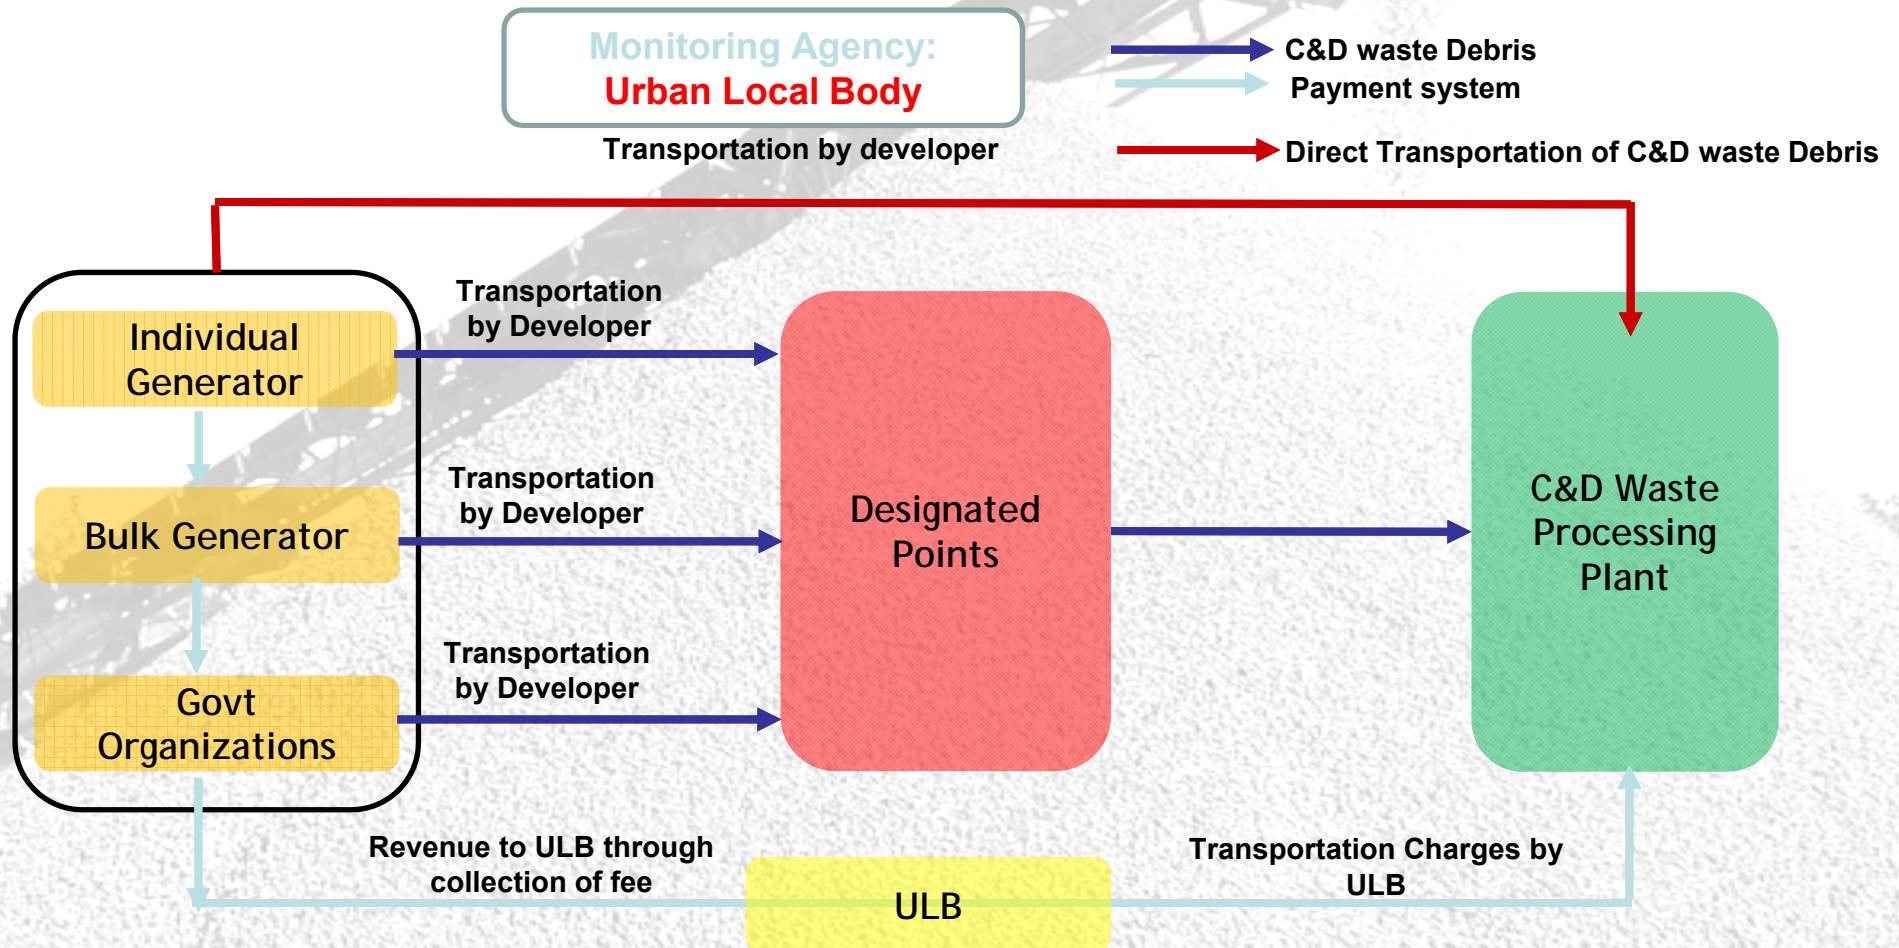 Monitoring Agency:
Urban Local Body
C&D waste Debris
Payment system
Transportation by developer
Direct Transportation of C&D waste Debris
Individual
Generator
Transportation
by Developer
Bulk Generator
Transportation
by Developer
Govt
Organizations
Transportation
by Developer
Designated
Points
C&D Waste
Processing
Plant
Revenue to ULB through
collection of fee
ULB
Transportation Charges by
ULB